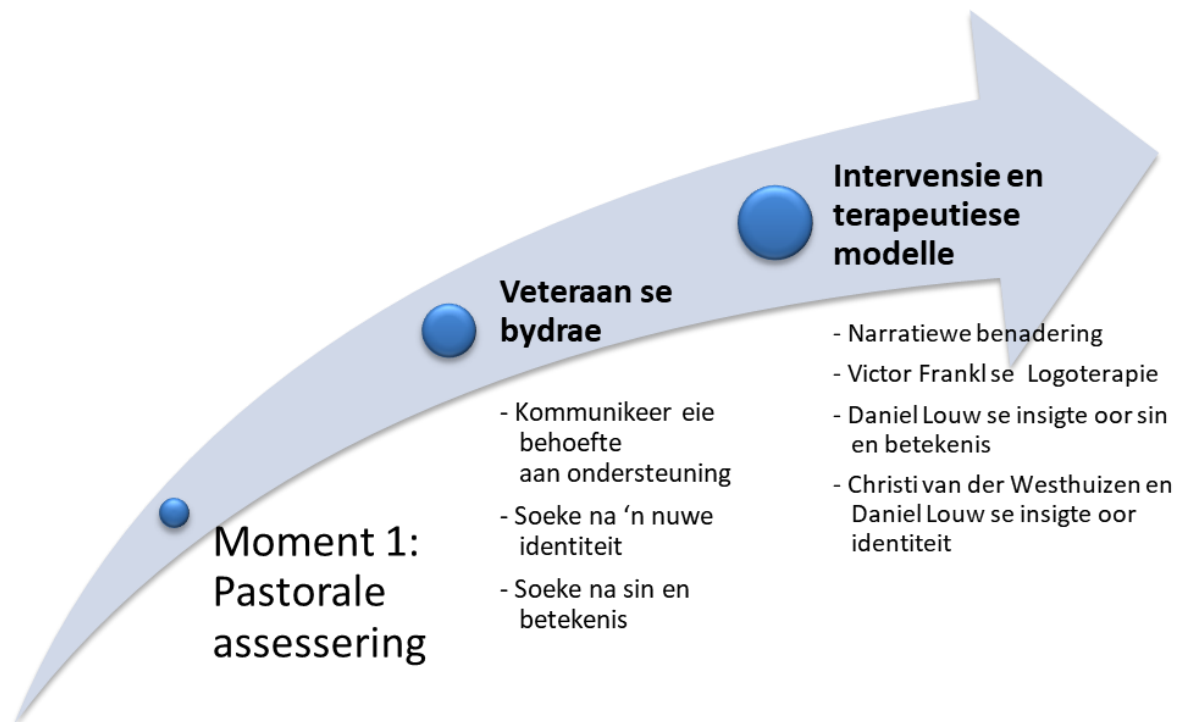 Moment 1:
Pastorale
assessering
Veteraan se
bydrae
- Kommunikeer eie
behoefte
aan ondersteuning
- Soeke na ‘n nuwe
identiteit
- Soeke na sin en
betekenis
Intervensie en
terapeutiese
modelle
- Narratiewe benadering
- Victor Frankl se Logoterapie
- Daniel Louw se insigte oor sin
en betekenis
- Christi van der Westhuizen en
Daniel Louw se insigte oor
identiteit